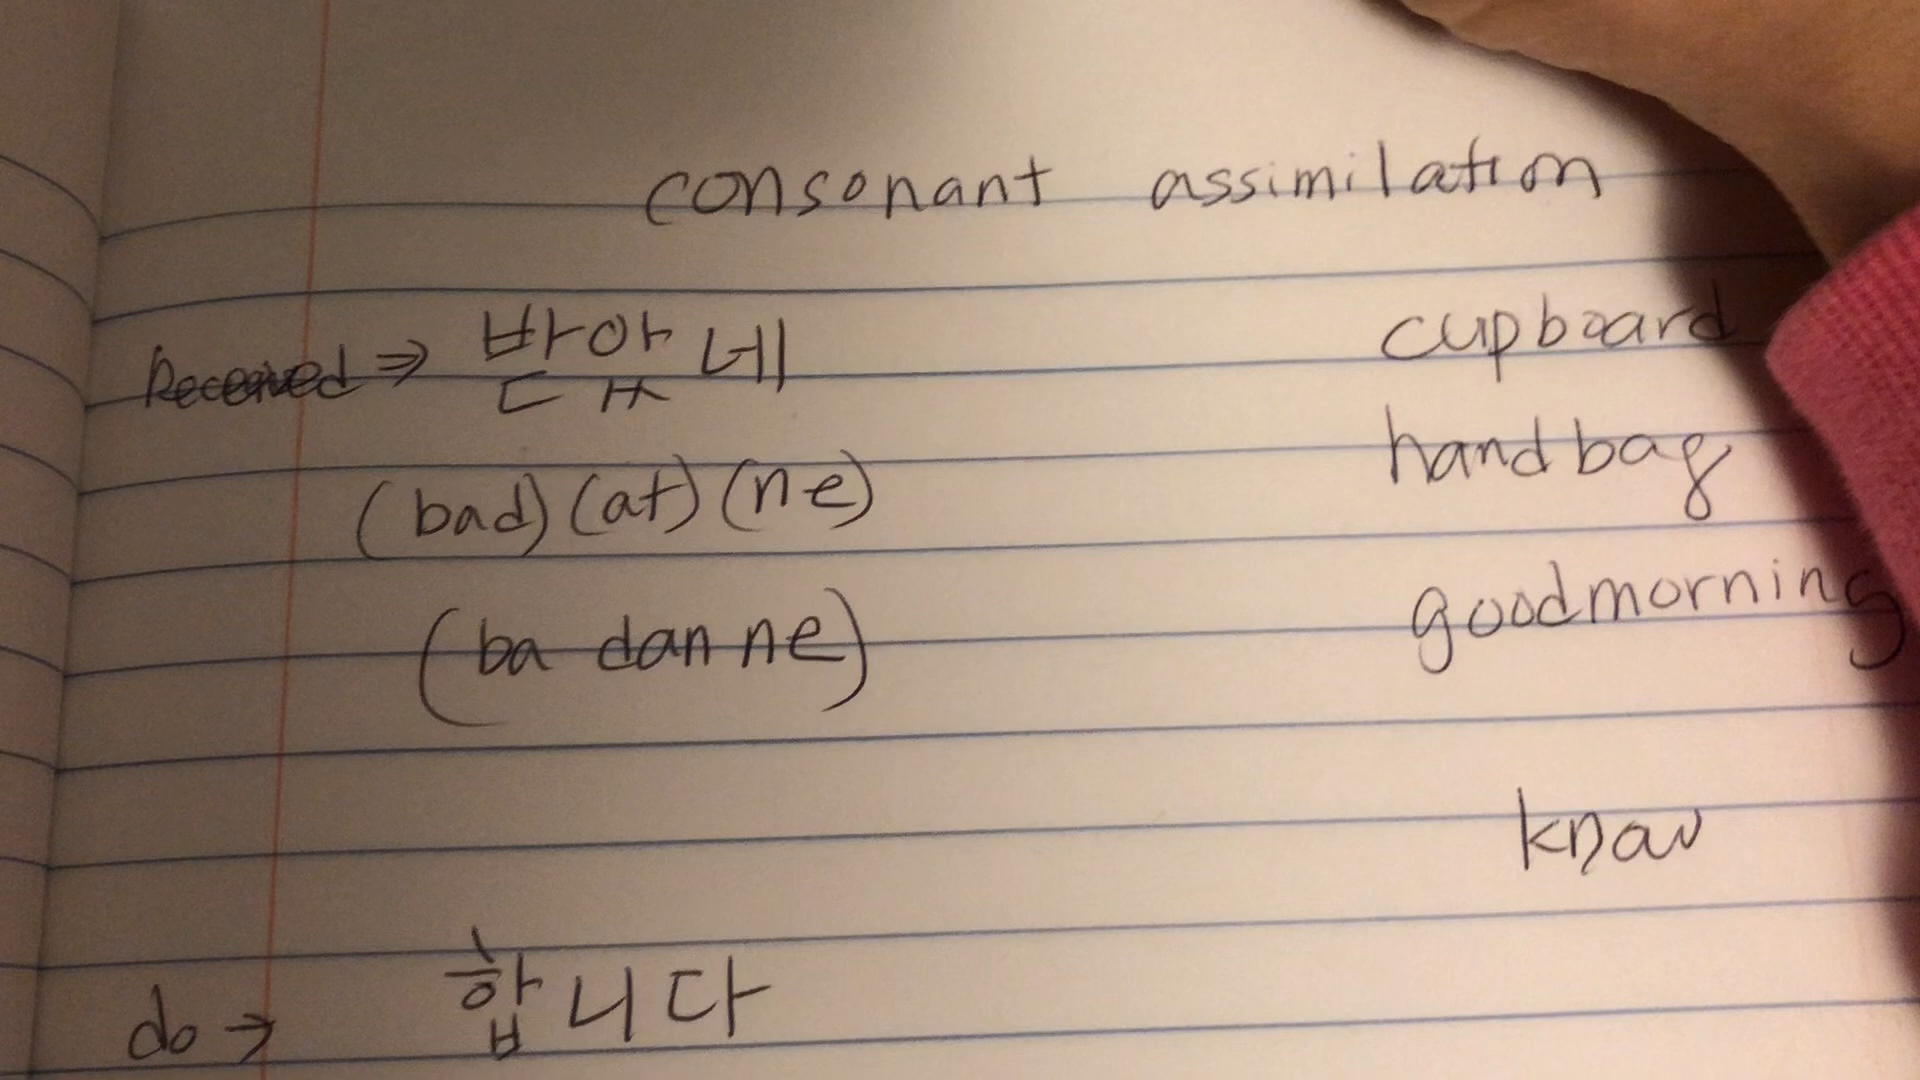 consonant assimilation
Received ⇒ 받았네
cupboard
(bad) (at) (ne)
handbag
(ba dan ne)
goodmorning
know
do → 합니다